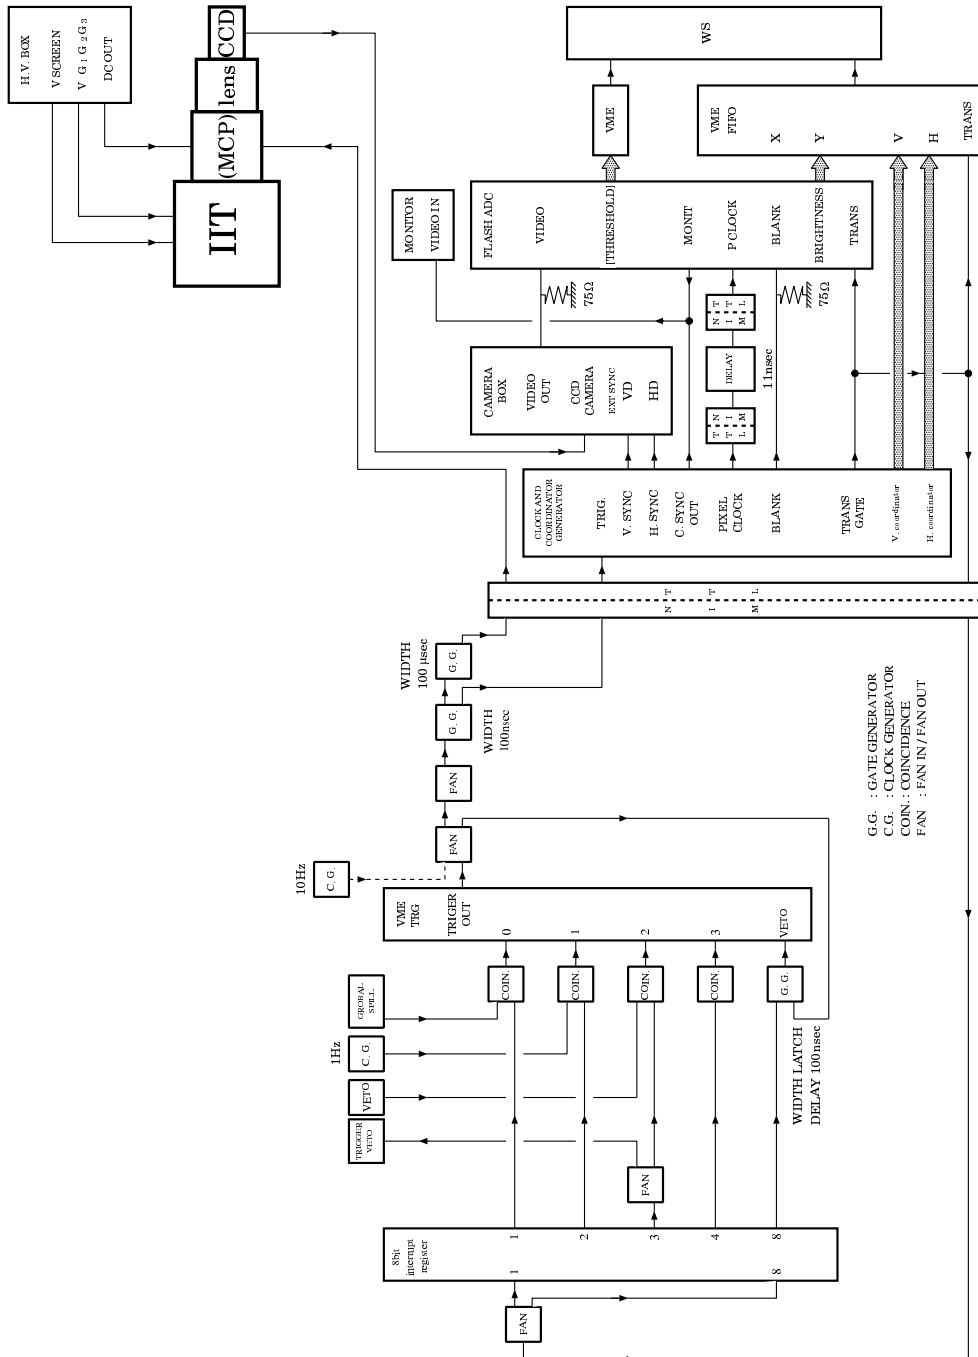 H.V. BOX
V SCREEN
V G1 G2 G3
DC OUT
CCD
lens
(MCP)
IIT
WS
VME
VME
FIFO
X
Y
V
H
TRANS
MONITOR
VIDEO IN
FLASH ADC
VIDEO
[THRESHOLD]
MONIT
P CLOCK
BLANK
BRIGHTNESS
TRANS
75Ω
75Ω
N T
I T
M L
DELAY
11nsec
T N
T I
L M
CAMERA
BOX
VIDEO
OUT
CCD
CAMERA
EXT SYNC
VD
HD
CLOCK AND
COORDINATOR
GENERATOR
TRIG.
V. SYNC
H. SYNC
C. SYNC
OUT
PIXEL
CLOCK
BLANK
TRANS
GATE
V. coordinator
H. coordinator
N T
I T
M L
WIDTH
100 μsec
G. G.
G. G.
WIDTH
100nsec
FAN
FAN
10Hz
C. G.
G.G. : GATE GENERATOR
C.G. : CLOCK GENERATOR
COIN. : COINCIDENCE
FAN : FAN IN / FAN OUT
VME
TRG
TRIGER
OUT
0
1
2
3
VETO
COIN.
COIN.
COIN.
COIN.
G. G.
GROBAL
SPILL
1Hz
C. G.
VETO
TRIGGER
VETO
WIDTH LATCH
DELAY 100nsec
FAN
8bit
interrupt
register
1
2
3
4
8
1
8
FAN